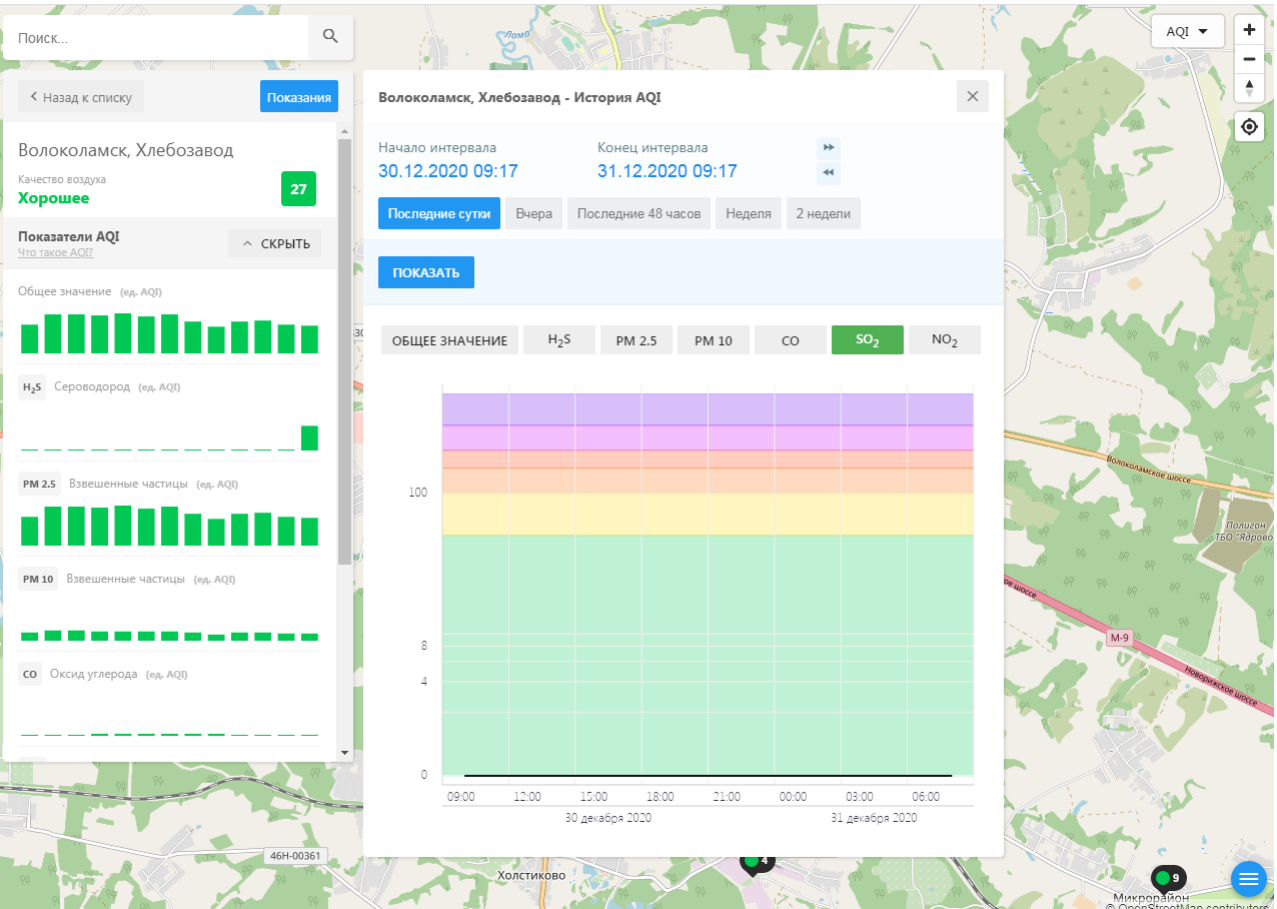 Поиск...
AQI
Лама
Назад к списку
Показания
Волоколамск, Хлебозавод
Качество воздуха
Хорошее
27
Показатели AQI
Что такое AQI?
СКРЫТЬ
Общее значение (ед. AQI)
H₂S Сероводород (ед. AQI)
PM 2.5 Взвешенные частицы (ед. AQI)
PM 10 Взвешенные частицы (ед. AQI)
CO Оксид углерода (ед. AQI)
Волоколамск, Хлебозавод - История AQI
Начало интервала
30.12.2020 09:17
Конец интервала
31.12.2020 09:17
Последние сутки Вчера Последние 48 часов Неделя 2 недели
ПОКАЗАТЬ
ОБЩЕЕ ЗНАЧЕНИЕ H₂S PM 2.5 PM 10 CO SO₂ NO₂
100
8
4
0
09:00 12:00 15:00 18:00 21:00 00:00 03:00 06:00
30 декабря 2020 31 декабря 2020
Волоколамское шоссе
Полигон
ТБО "Ядрово
ое шоссе
М-9
Новорижское шоссе
46Н-00361
Холстиково
4
9
Микрорайон
© OpenStreetMap contributors